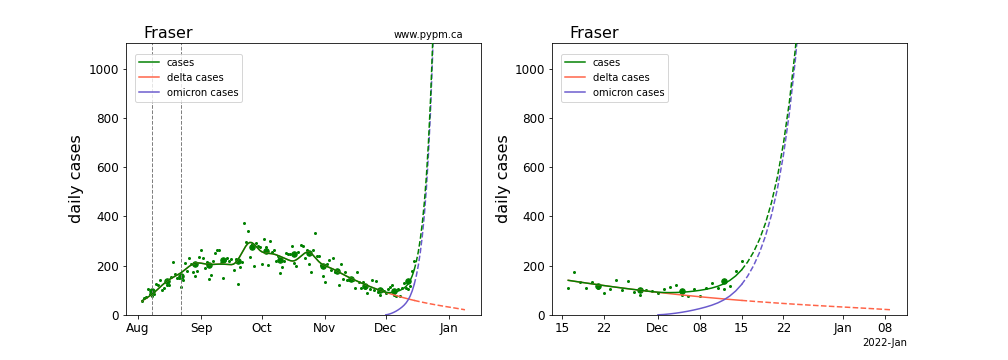 Fraser
www.pypm.ca
cases
delta cases
omicron cases
daily cases
1000
800
600
400
200
0
Aug Sep Oct Nov Dec Jan
Fraser
cases
delta cases
omicron cases
daily cases
1000
800
600
400
200
0
15 22 Dec 08 15 22 Jan 08
2022-Jan